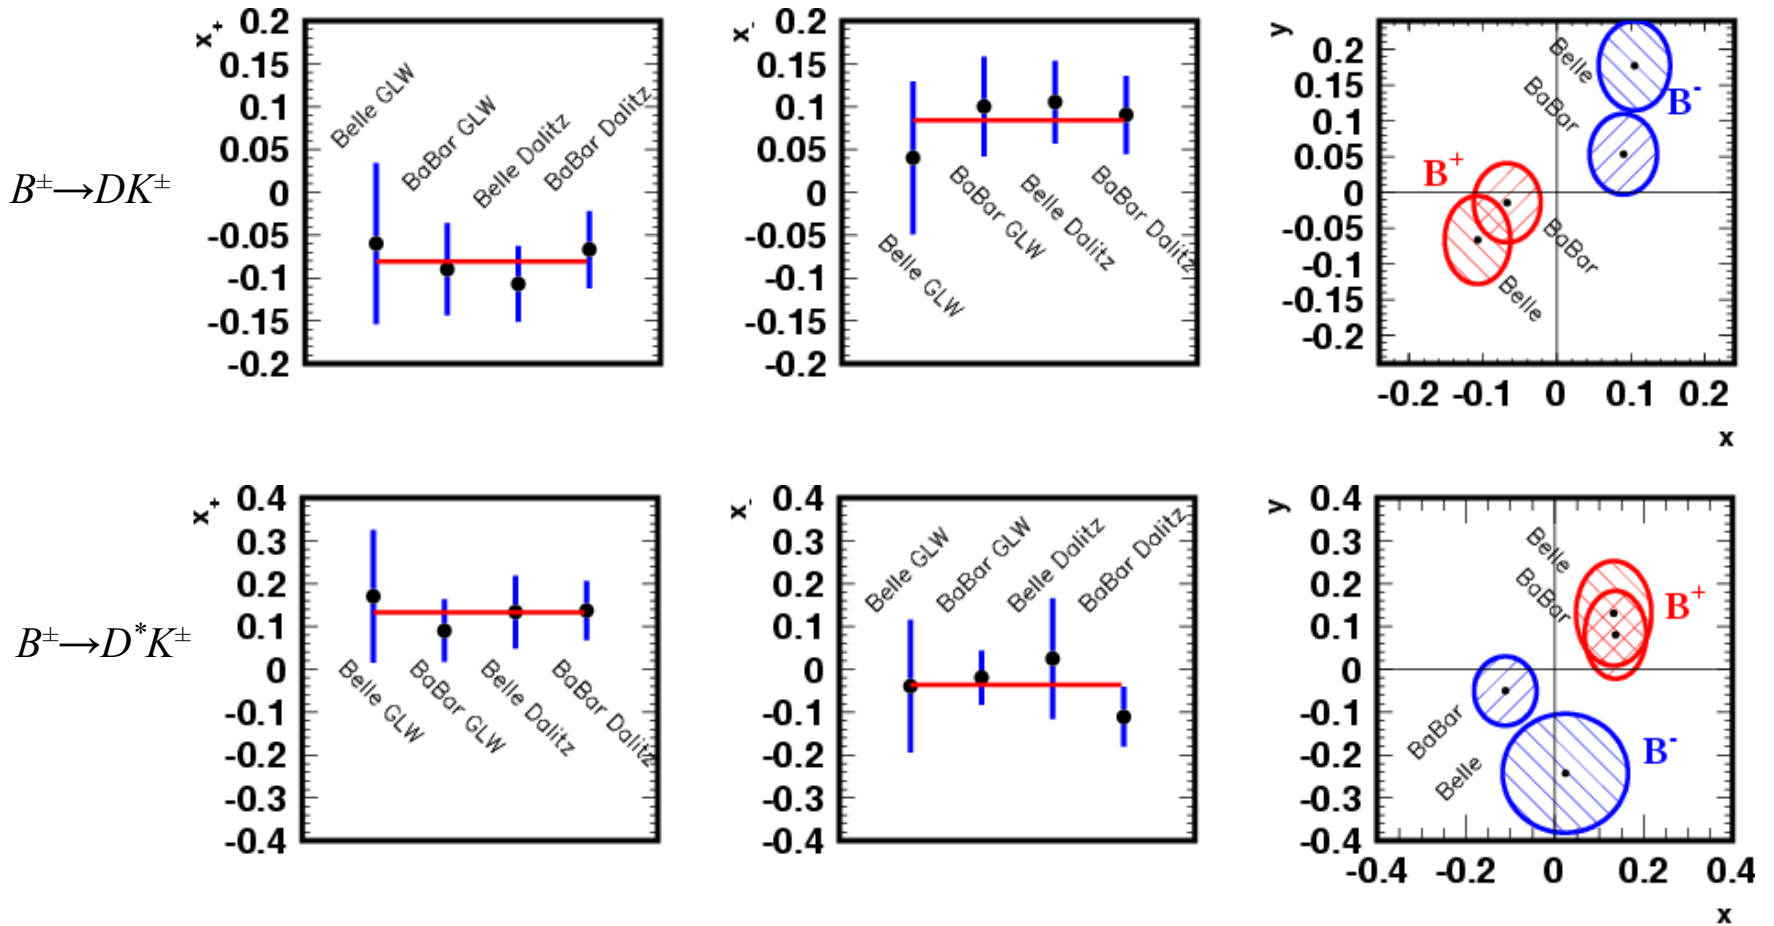 B±→DK±
x+
0.2
0.15
0.1
0.05
0
-0.05
-0.1
-0.15
-0.2
Belle GLW
BaBar GLW
Belle Dalitz
BaBar Dalitz
x-
0.2
0.15
0.1
0.05
0
-0.05
-0.1
-0.15
-0.2
Belle GLW
BaBar GLW
Belle Dalitz
BaBar Dalitz
y
0.2
0.15
0.1
0.05
0
-0.05
-0.1
-0.15
-0.2
Belle
BaBar
B-
B+
BaBar
Belle
-0.2 -0.1 0 0.1 0.2
x
B±→D*K±
x+
0.4
0.3
0.2
0.1
0
-0.1
-0.2
-0.3
-0.4
Belle GLW
BaBar GLW
Belle Dalitz
BaBar Dalitz
x-
0.4
0.3
0.2
0.1
0
-0.1
-0.2
-0.3
-0.4
Belle GLW
BaBar GLW
Belle Dalitz
BaBar Dalitz
y
0.4
0.3
0.2
0.1
0
-0.1
-0.2
-0.3
-0.4
Belle
BaBar
B+
BaBar
Belle
B-
-0.4 -0.2 0 0.2 0.4
x